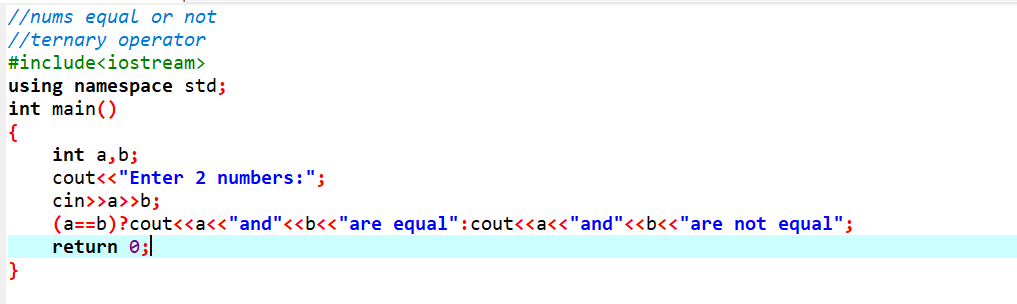 //nums equal or not
//ternary operator
#include<iostream>
using namespace std;
int main()
{
    int a,b;
    cout<<"Enter 2 numbers:";
    cin>>a>>b;
    (a==b)?cout<<a<<"and"<<b<<"are equal":cout<<a<<"and"<<b<<"are not equal";
    return 0;
}